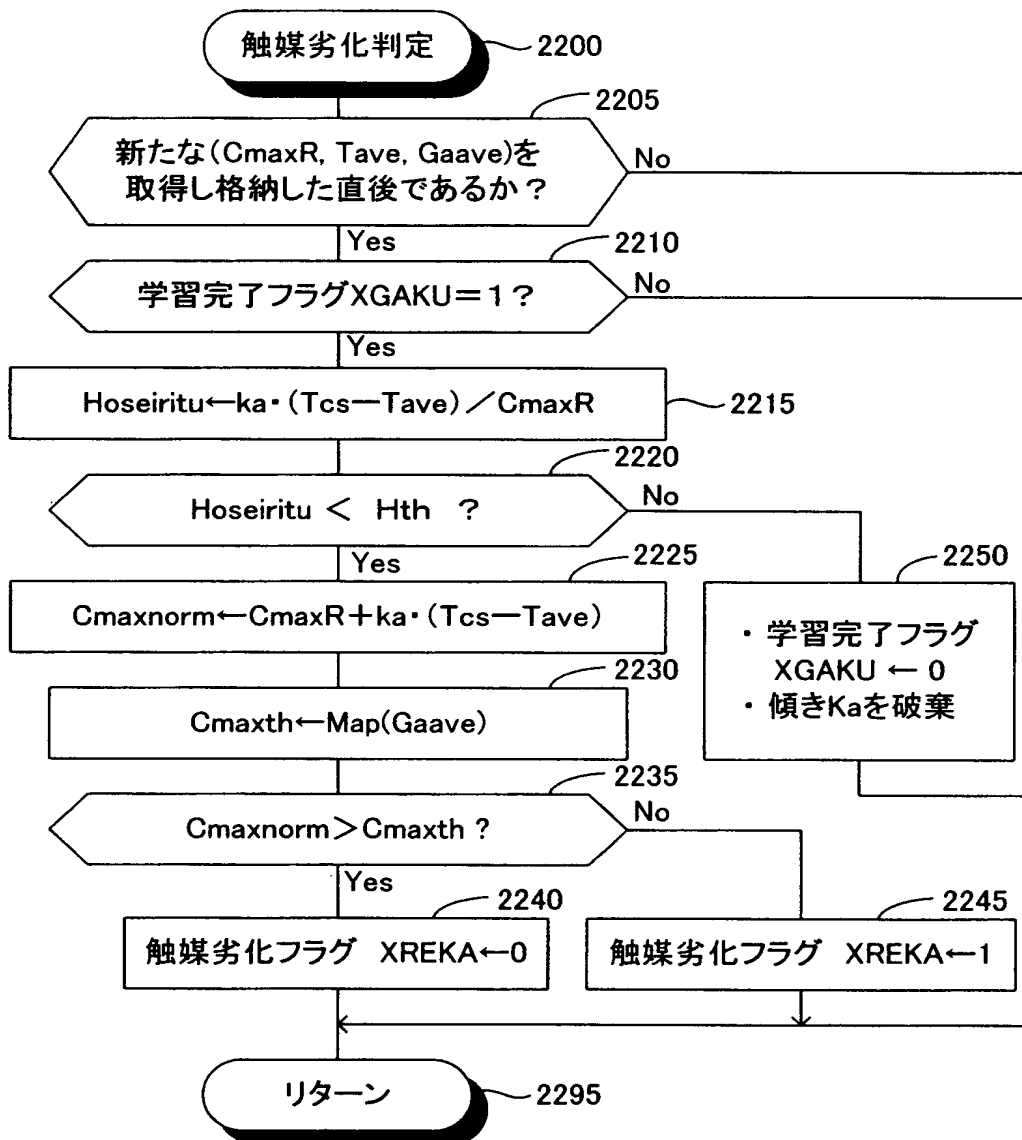 触媒劣化判定
2200
2205
新たな(CmaxR, Tave, Gaave)を
取得し格納した直後であるか?
No
Yes
2210
学習完了フラグXGAKU=1?
No
Yes
Hoseiritu←ka・(Tcs—Tave)/CmaxR
2215
2220
Hoseiritu < Hth ?
No
Yes
2225
Cmaxnorm←CmaxR+ka・(Tcs—Tave)
2250
・学習完了フラグ
XGAKU ← 0
・傾きKaを破棄
2230
Cmaxth←Map(Gaave)
2235
Cmaxnorm>Cmaxth ?
No
Yes
2240
触媒劣化フラグ XREKA←0
2245
触媒劣化フラグ XREKA←1
リターン
2295